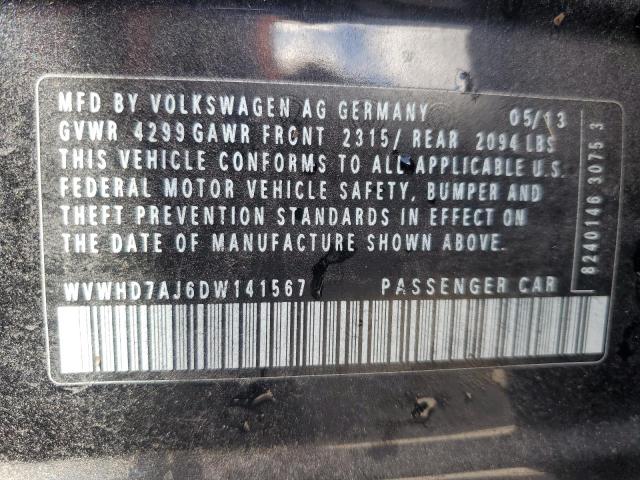 MFD BY VOLKSWAGEN AG GERMANY 05/13
GVWR 4299 GAWR FRONT 2315/ REAR 2094 LBS
THIS VEHICLE CONFORMS TO ALL APPLICABLE U.S.
FEDERAL MOTOR VEHICLE SAFETY, BUMPER AND
THEFT PREVENTION STANDARDS IN EFFECT ON
THE DATE OF MANUFACTURE SHOWN ABOVE.
WVWHD7AJ6DW141567 PASSENGER CAR
8240146 3075 3